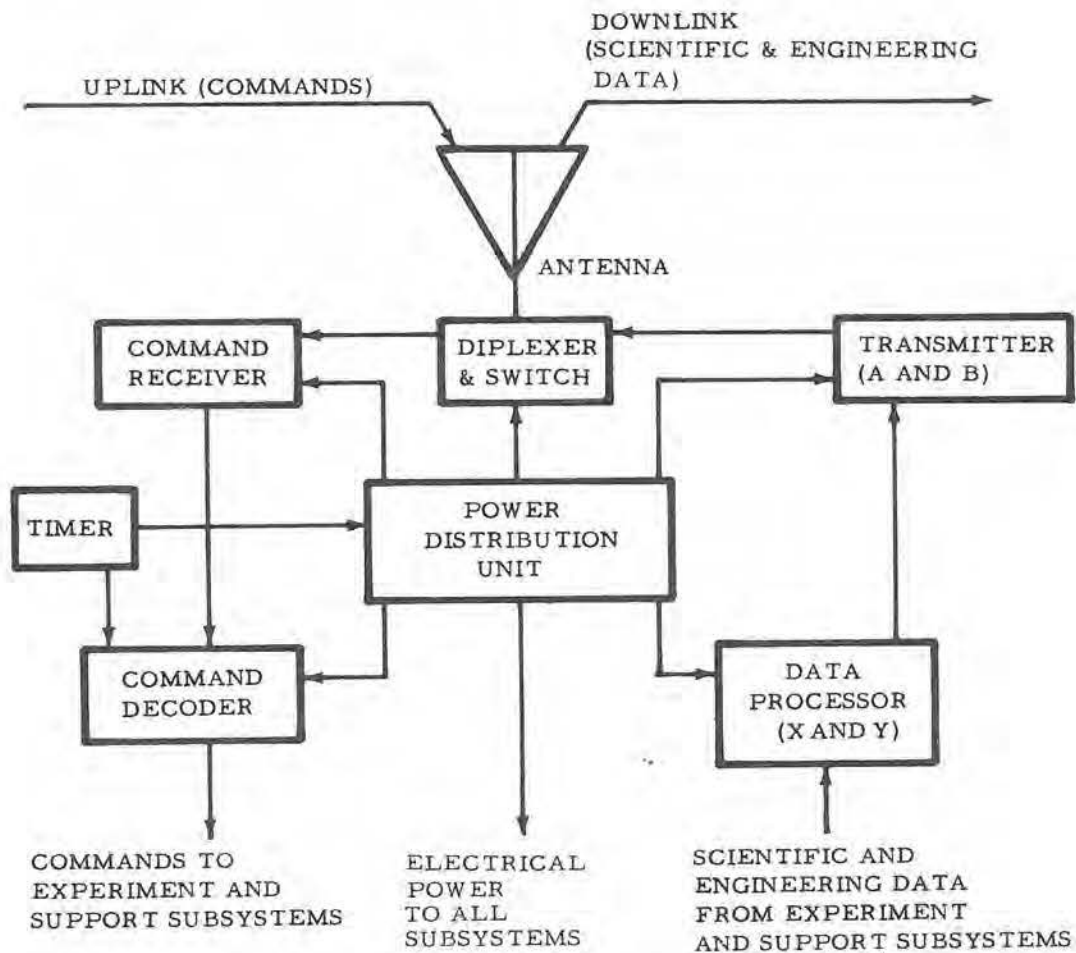 DOWNLINK
(SCIENTIFIC & ENGINEERING
DATA)
UPLINK (COMMANDS)
ANTENNA
COMMAND
RECEIVER
DIPLEXER
& SWITCH
TRANSMITTER
(A AND B)
TIMER
POWER
DISTRIBUTION
UNIT
COMMAND
DECODER
DATA
PROCESSOR
(X AND Y)
COMMANDS TO
EXPERIMENT AND
SUPPORT SUBSYSTEMS
ELECTRICAL
POWER
TO ALL
SUBSYSTEMS
SCIENTIFIC AND
ENGINEERING DATA
FROM EXPERIMENT
AND SUPPORT SUBSYSTEMS